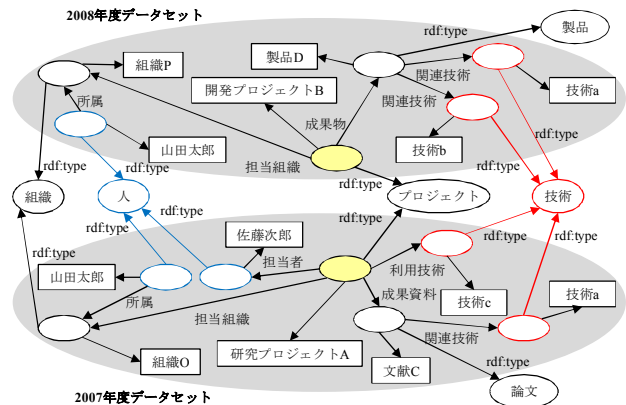 2008年度データセット
製品
rdf:type
組織P
製品D
関連技術
開発プロジェクトB
関連技術
技術a
所属
成果物
山田太郎
技術b
rdf:type
担当組織
rdf:type
rdf:type
rdf:type
rdf:type
組織
人
プロジェクト
技術
rdf:type
rdf:type
rdf:type
rdf:type
佐藤次郎
rdf:type
担当者
山田太郎
利用技術
所属
成果資料
技術c
技術a
担当組織
関連技術
組織O
研究プロジェクトA
文献C
rdf:type
論文
2007年度データセット